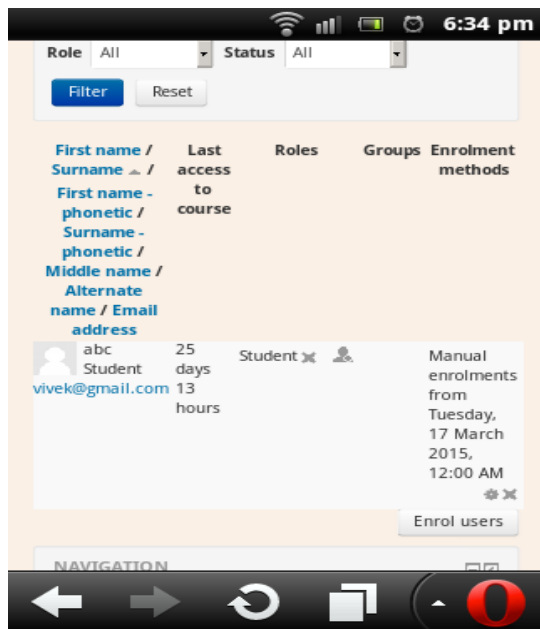 6:34 pm
Role All Status All
Filter Reset
First name / Last Roles Groups Enrolment
Surname / access methods
First name - to
phonetic / course
Surname -
phonetic /
Middle name /
Alternate
name / Email
address
abc 25 Student Manual
Student days enrolments
vivek@gmail.com 13 from
hours Tuesday,
17 March
2015,
12:00 AM
Enrol users
NAVIGATION